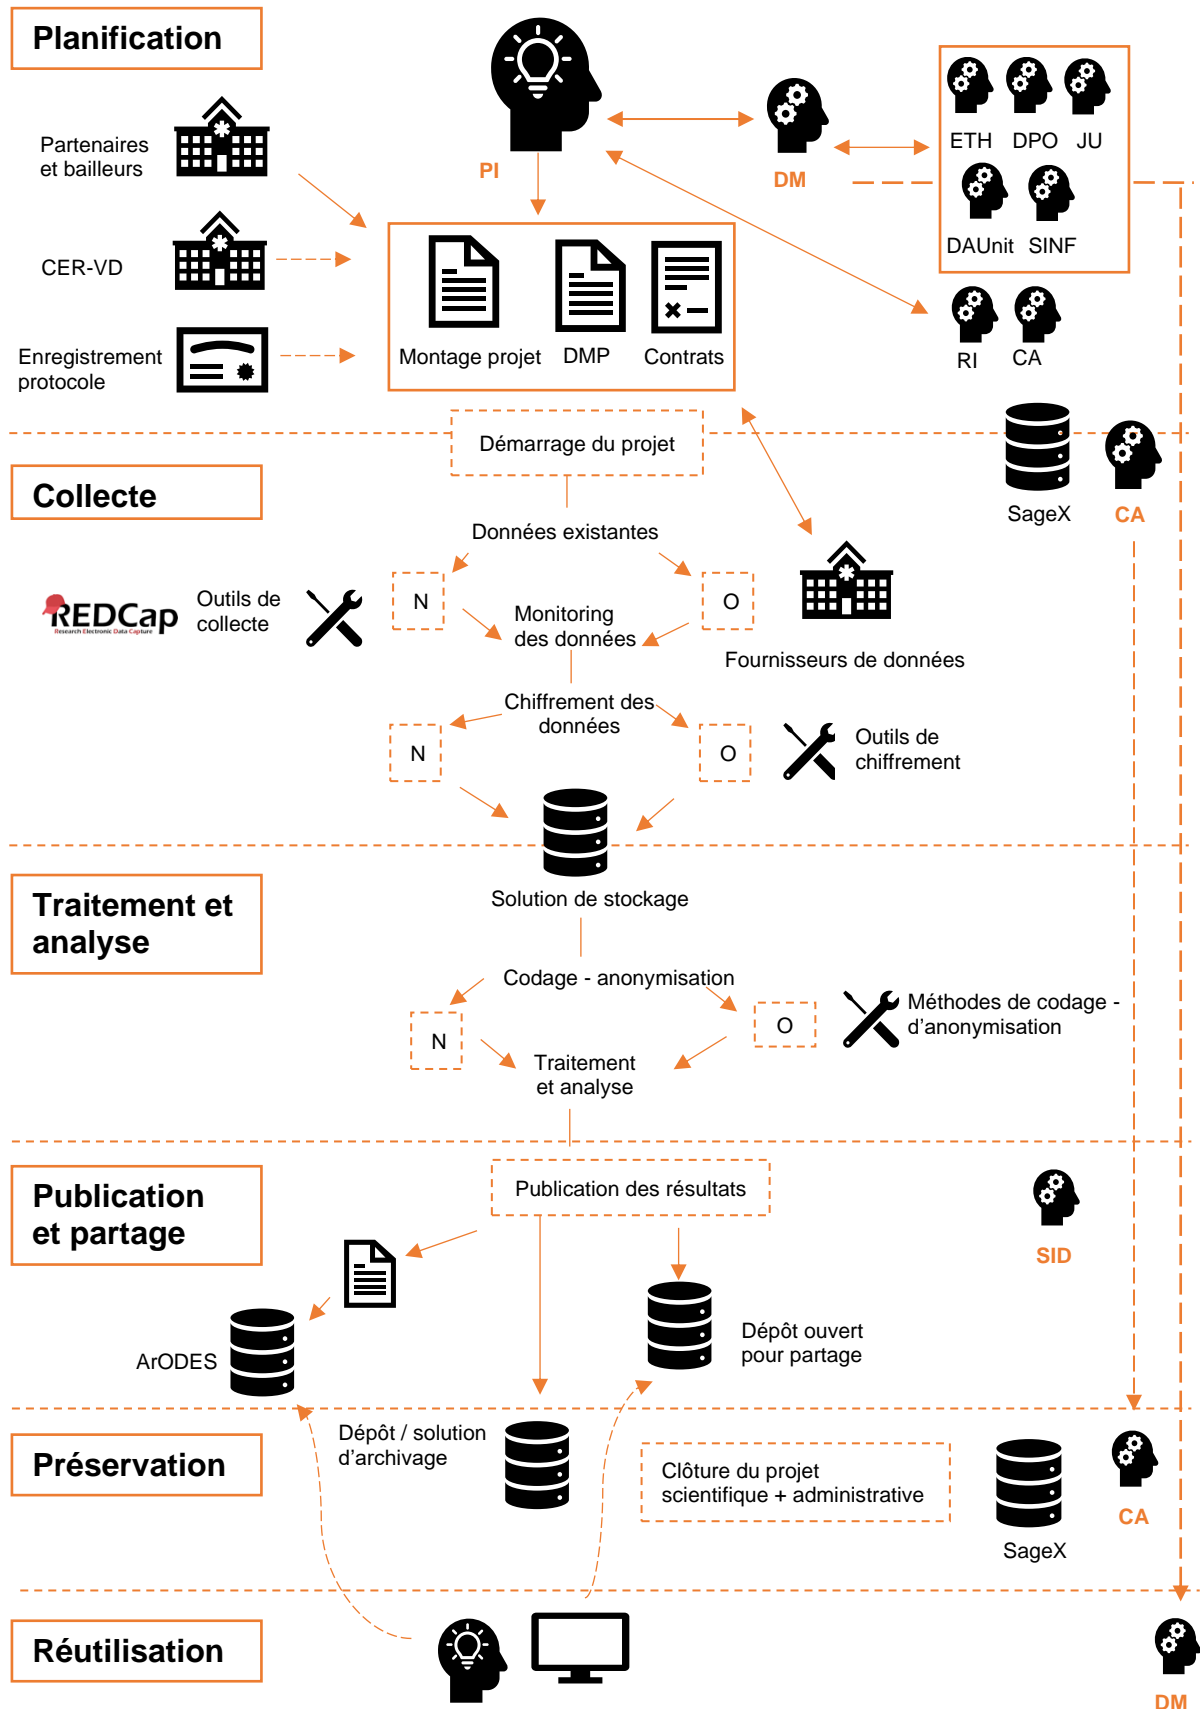 Planification
Partenaires
et bailleurs
PI
DM
ETH DPO JU
DAUnit SINF
CER-VD
Enregistrement
protocole
Montage projet DMP Contrats
RI CA
Démarrage du projet
SageX CA
Collecte
Données existantes
N O
REDCap
Research Electronic Data Capture
Outils de
collecte
Monitoring
des données
Fournisseurs de données
Chiffrement des
données
N O
Outils de
chiffrement
Solution de stockage
Traitement et
analyse
Codage - anonymisation
N O
Méthodes de codage -
d'anonymisation
Traitement
et analyse
Publication
et partage
Publication des résultats
SID
ArODES
Dépôt ouvert
pour partage
Préservation
Dépôt / solution
d'archivage
Clôture du projet
scientifique + administrative
SageX
CA
Réutilisation
DM